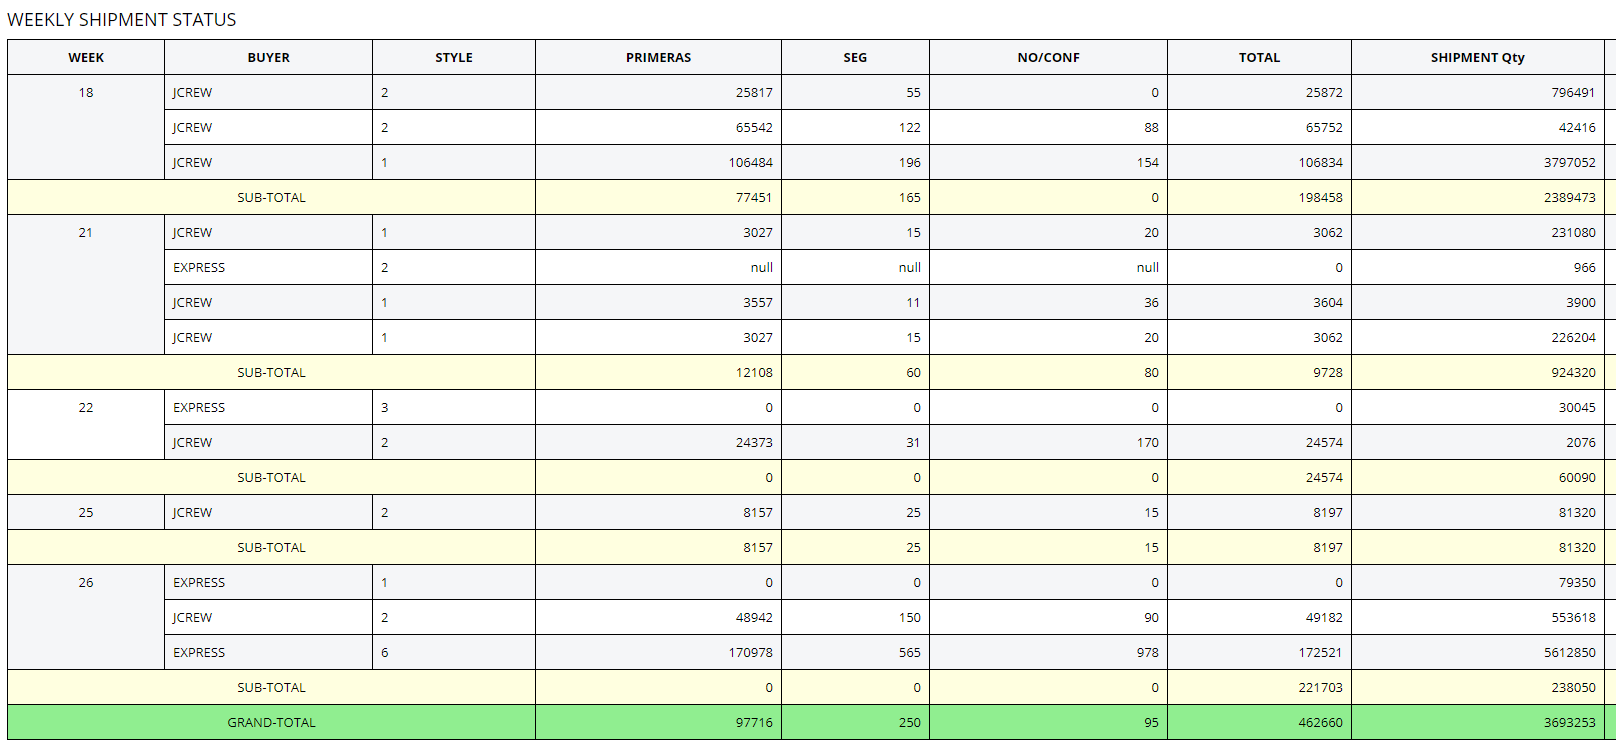 WEEKLY SHIPMENT STATUS
WEEK BUYER STYLE PRIMERAS SEG NO/CONF TOTAL SHIPMENT Qty
18 JCREW 2 25817 55 0 25872 796491
JCREW 2 65542 122 88 65752 42416
JCREW 1 106484 196 154 106834 3797052
SUB-TOTAL 77451 165 0 198458 2389473
21 JCREW 1 3027 15 20 3062 231080
EXPRESS 2 null null null 0 966
JCREW 1 3557 11 36 3604 3900
JCREW 1 3027 15 20 3062 226204
SUB-TOTAL 12108 60 80 9728 924320
22 EXPRESS 3 0 0 0 0 30045
JCREW 2 24373 31 170 24574 2076
SUB-TOTAL 0 0 0 24574 60090
25 JCREW 2 8157 25 15 8197 81320
SUB-TOTAL 8157 25 15 8197 81320
26 EXPRESS 1 0 0 0 0 79350
JCREW 2 48942 150 90 49182 553618
EXPRESS 6 170978 565 978 172521 5612850
SUB-TOTAL 0 0 0 221703 238050
GRAND-TOTAL 97716 250 95 462660 3693253